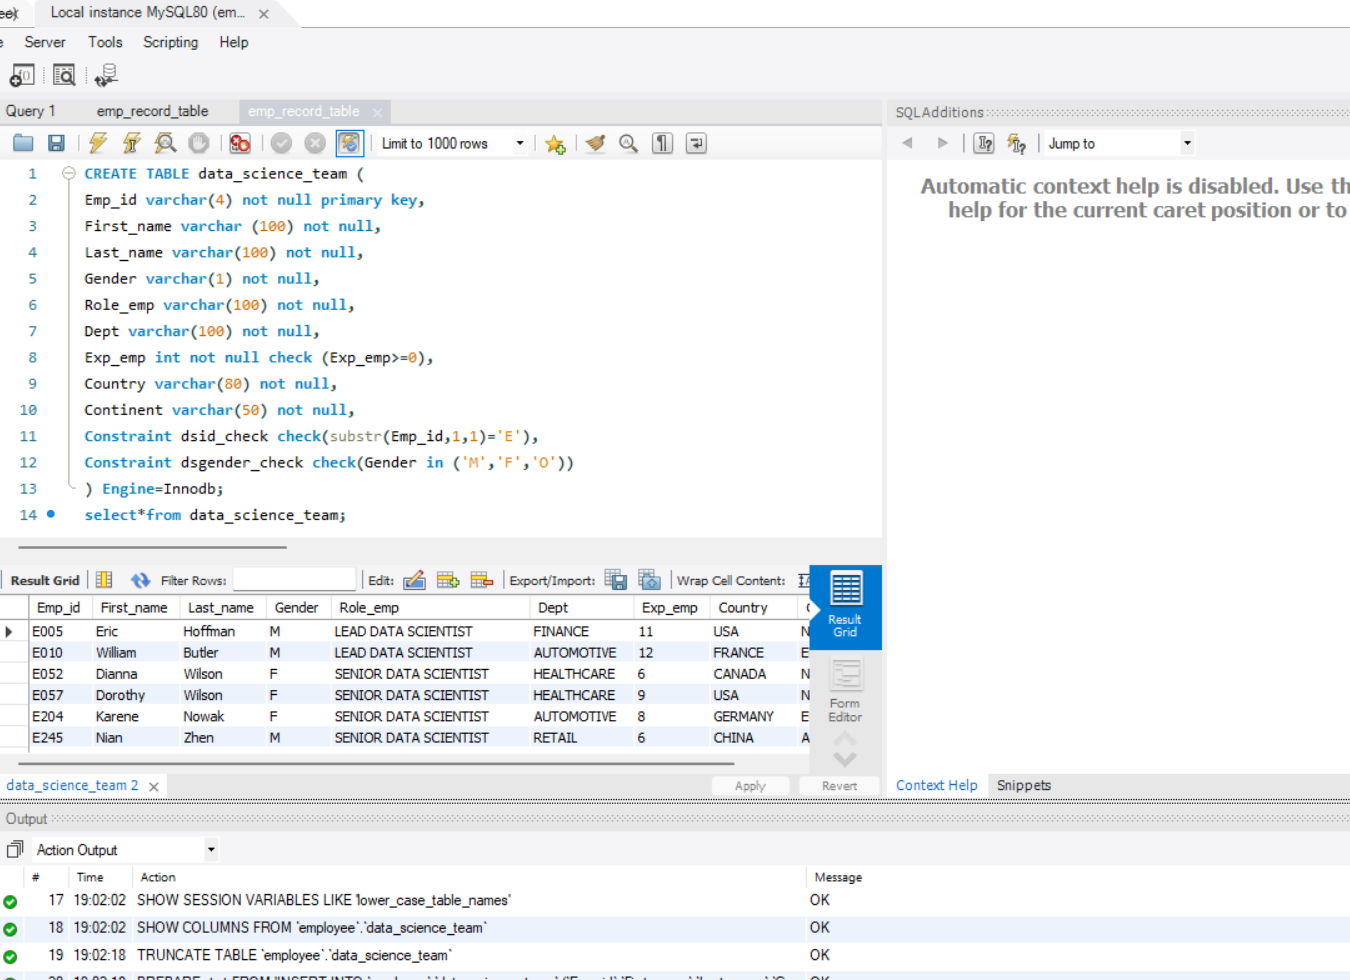 Local instance MySQL80 (em... ×
Server Tools Scripting Help
Query 1 emp_record_table emp_record_table ×
SQLAdditions
Limit to 1000 rows
Jump to
1 CREATE TABLE data_science_team (
2 Emp_id varchar(4) not null primary key,
3 First_name varchar (100) not null,
4 Last_name varchar(100) not null,
5 Gender varchar(1) not null,
6 Role_emp varchar(100) not null,
7 Dept varchar(100) not null,
8 Exp_emp int not null check (Exp_emp>=0),
9 Country varchar(80) not null,
10 Continent varchar(50) not null,
11 Constraint dsid_check check(substr(Emp_id,1,1)='E'),
12 Constraint dsgender_check check(Gender in ('M','F','O'))
13 ) Engine=Innodb;
14 select*from data_science_team;
Automatic context help is disabled. Use th
help for the current caret position or to
Result Grid Filter Rows: Edit: Export/Import: Wrap Cell Content:
Emp_id First_name Last_name Gender Role_emp Dept Exp_emp Country
E005 Eric Hoffman M LEAD DATA SCIENTIST FINANCE 11 USA N
E010 William Butler M LEAD DATA SCIENTIST AUTOMOTIVE 12 FRANCE E
E052 Dianna Wilson F SENIOR DATA SCIENTIST HEALTHCARE 6 CANADA N
E057 Dorothy Wilson F SENIOR DATA SCIENTIST HEALTHCARE 9 USA N
E204 Karene Nowak F SENIOR DATA SCIENTIST AUTOMOTIVE 8 GERMANY E
E245 Nian Zhen M SENIOR DATA SCIENTIST RETAIL 6 CHINA A
Result
Grid
Form
Editor
data_science_team 2 × Apply Revert
Context Help Snippets
Output
Action Output
# Time Action Message
17 19:02:02 SHOW SESSION VARIABLES LIKE 'lower_case_table_names' OK
18 19:02:02 SHOW COLUMNS FROM `employee`.`data_science_team` OK
19 19:02:18 TRUNCATE TABLE `employee`.`data_science_team` OK